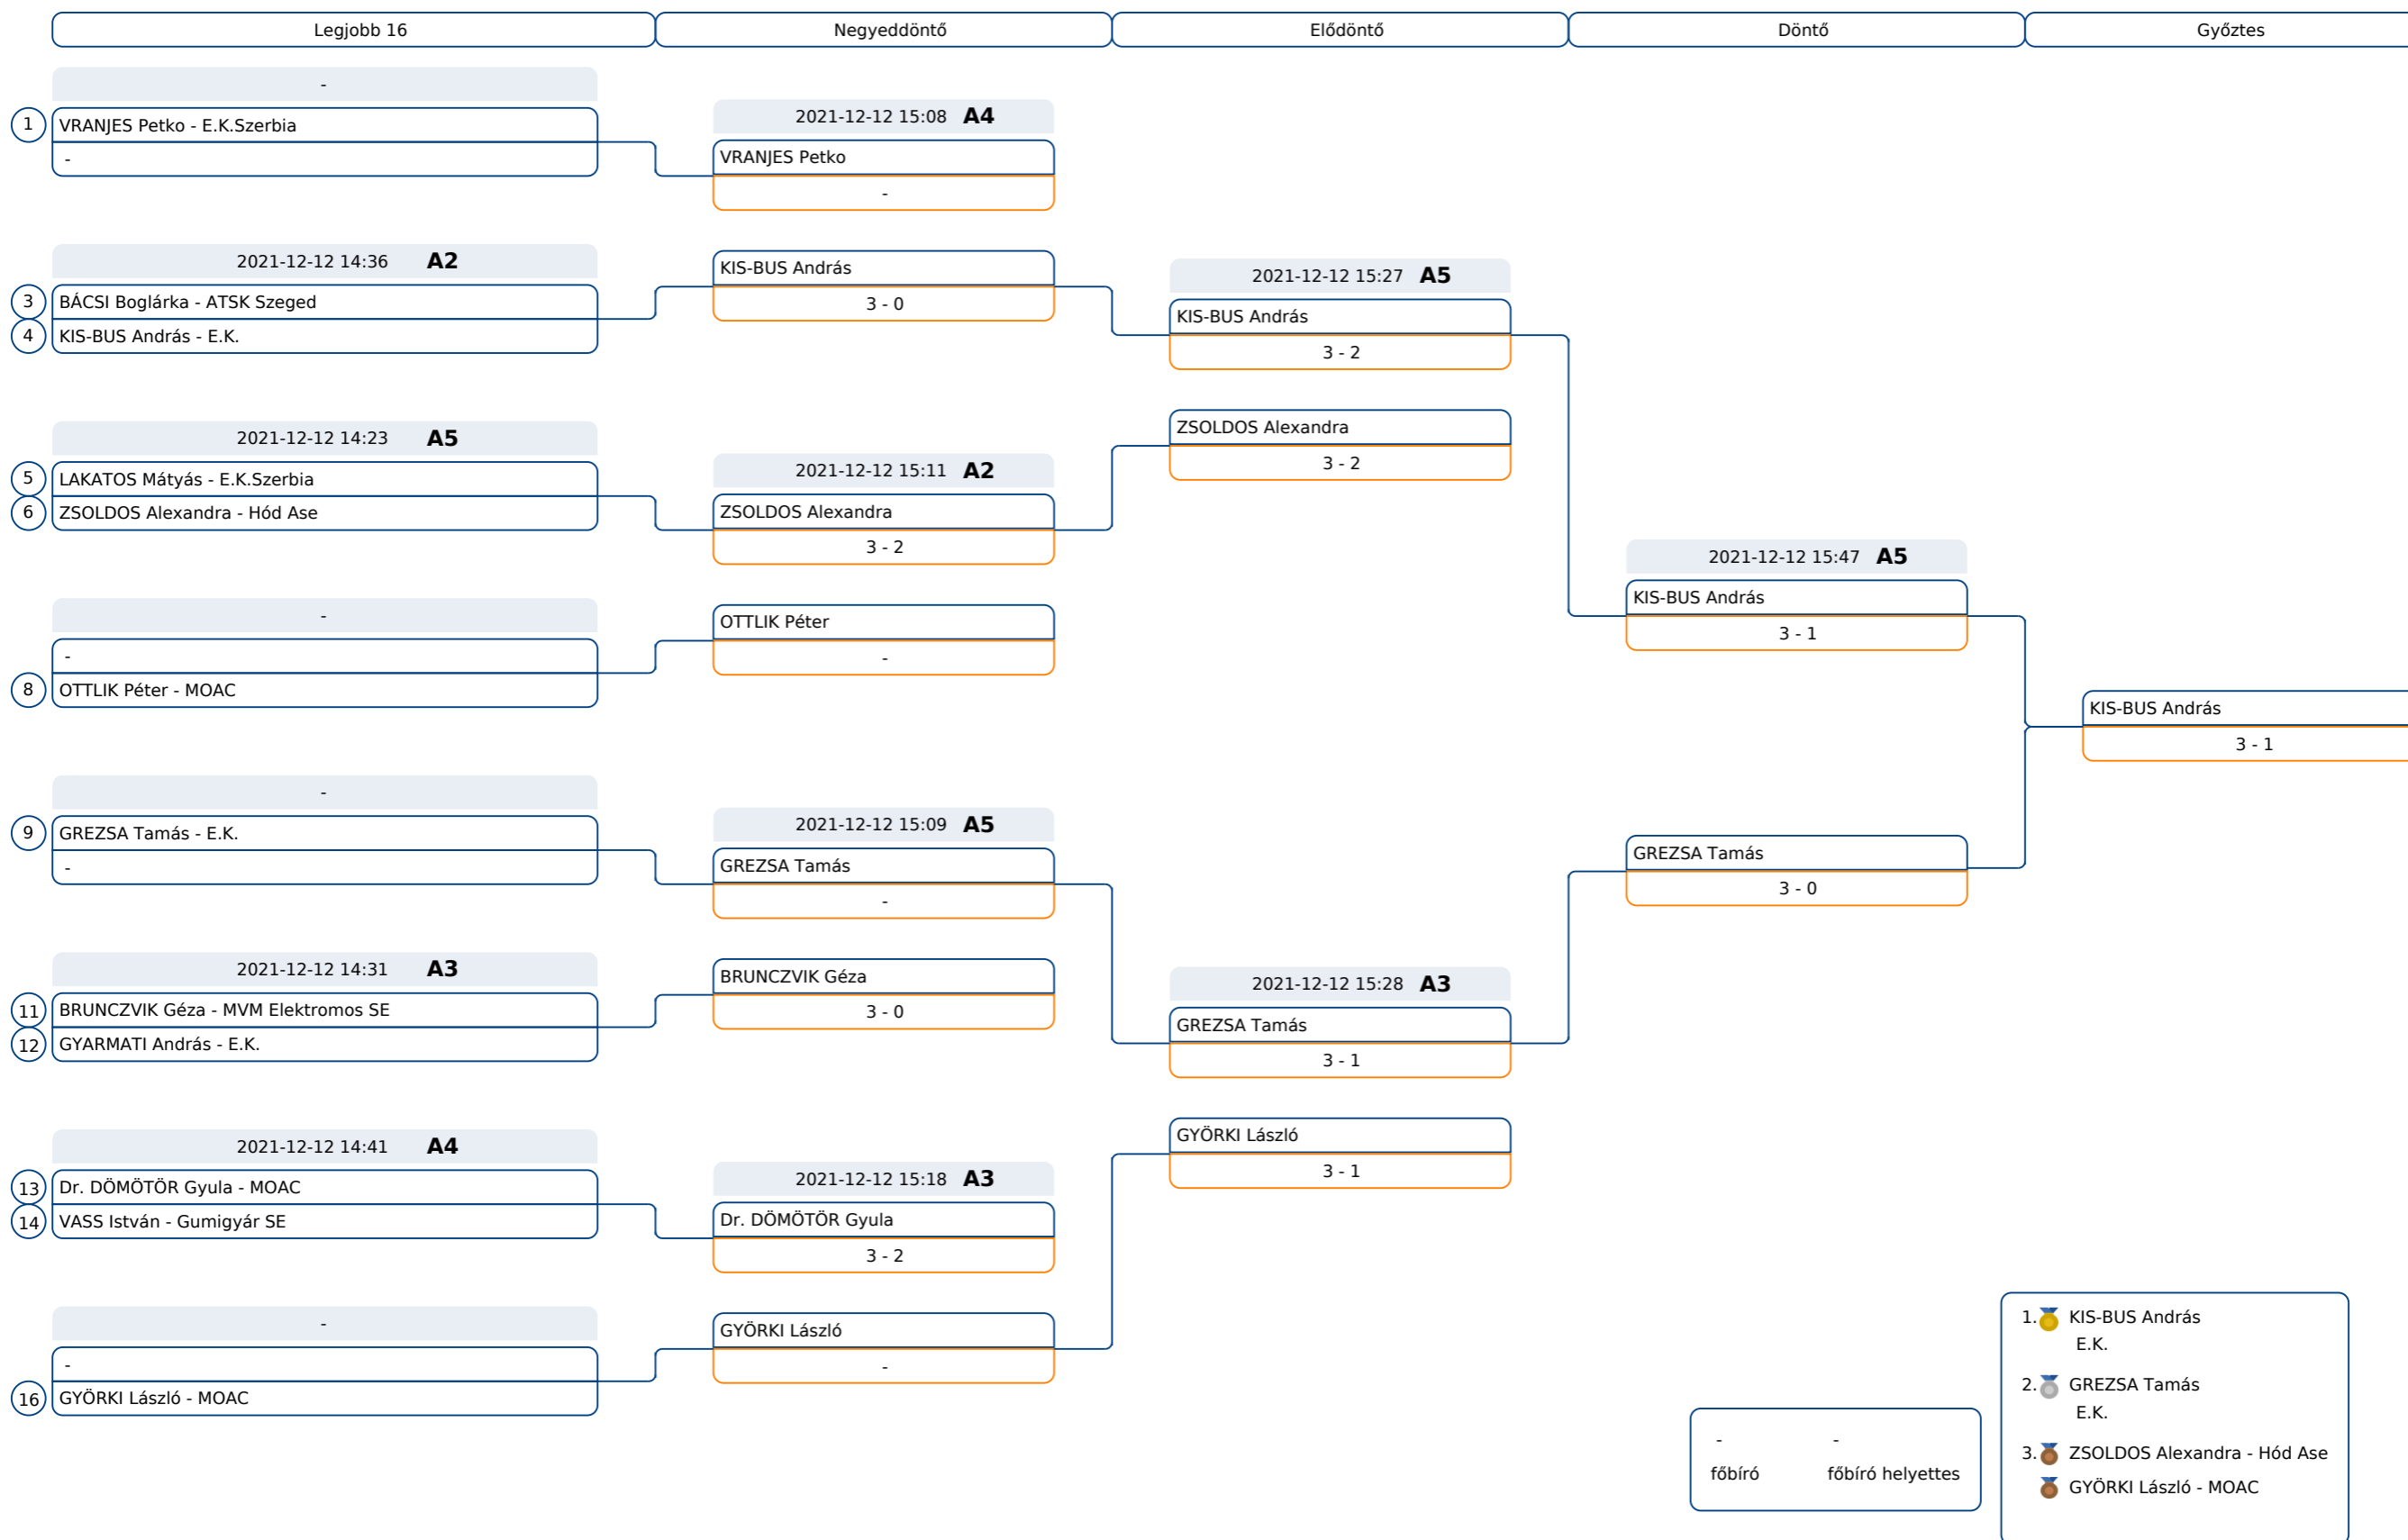 Legjobb 16
Negyeddöntő
Elődöntő
Döntő
Győztes
-
1 VRANJES Petko - E.K.Szerbia
-
2021-12-12 14:36 A2
3 BÁCSI Boglárka - ATSK Szeged
4 KIS-BUS András - E.K.
2021-12-12 14:23 A5
5 LAKATOS Mátyás - E.K.Szerbia
6 ZSOLDOS Alexandra - Hód Ase
-
-
8 OTTLIK Péter - MOAC
-
9 GREZSA Tamás - E.K.
-
2021-12-12 14:31 A3
11 BRUNCZVIK Géza - MVM Elektromos SE
12 GYARMATI András - E.K.
2021-12-12 14:41 A4
13 Dr. DÖMÖTÖR Gyula - MOAC
14 VASS István - Gumigyár SE
-
-
16 GYÖRKI László - MOAC
2021-12-12 15:08 A4
VRANJES Petko
-
KIS-BUS András
3 - 0
2021-12-12 15:11 A2
ZSOLDOS Alexandra
3 - 2
OTTLIK Péter
-
2021-12-12 15:09 A5
GREZSA Tamás
-
BRUNCZVIK Géza
3 - 0
2021-12-12 15:18 A3
Dr. DÖMÖTÖR Gyula
3 - 2
GYÖRKI László
-
2021-12-12 15:27 A5
KIS-BUS András
3 - 2
ZSOLDOS Alexandra
3 - 2
2021-12-12 15:28 A3
GREZSA Tamás
3 - 1
GYÖRKI László
3 - 1
2021-12-12 15:47 A5
KIS-BUS András
3 - 1
GREZSA Tamás
3 - 0
KIS-BUS András
3 - 1
- -
főbíró főbíró helyettes
1. KIS-BUS András
E.K.
2. GREZSA Tamás
E.K.
3. ZSOLDOS Alexandra - Hód Ase
GYÖRKI László - MOAC